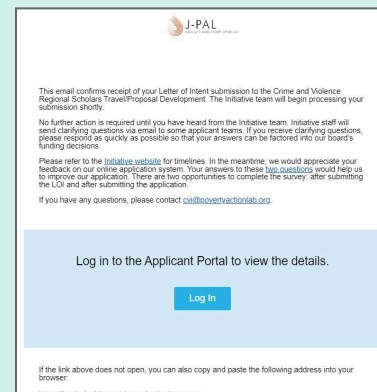 J-PAL
This email confirms receipt of your Letter of Intent submission to the Crime and Violence
Regional Scholars Travel/Proposal Development. The Initiative team will begin processing your
submission shortly.
No further action is required until you have heard from the Initiative team. Initiative staff will
send clarifying questions via email to some applicant teams. If you receive clarifying questions,
please respond as quickly as possible so that your answers can be factored into our board's
funding decisions.
Please refer to the Initiative website for timelines. In the meantime, we would appreciate your
feedback on our online application system. Your answers to these two questions would help us
to improve our application. There are two opportunities to complete the survey: after submitting
the LOI and after submitting the application.
If you have any questions, please contact cvi@povertyactionlab.org.
Log in to the Applicant Portal to view the details.
Log In
If the link above does not open, you can also copy and paste the following address into your
browser: